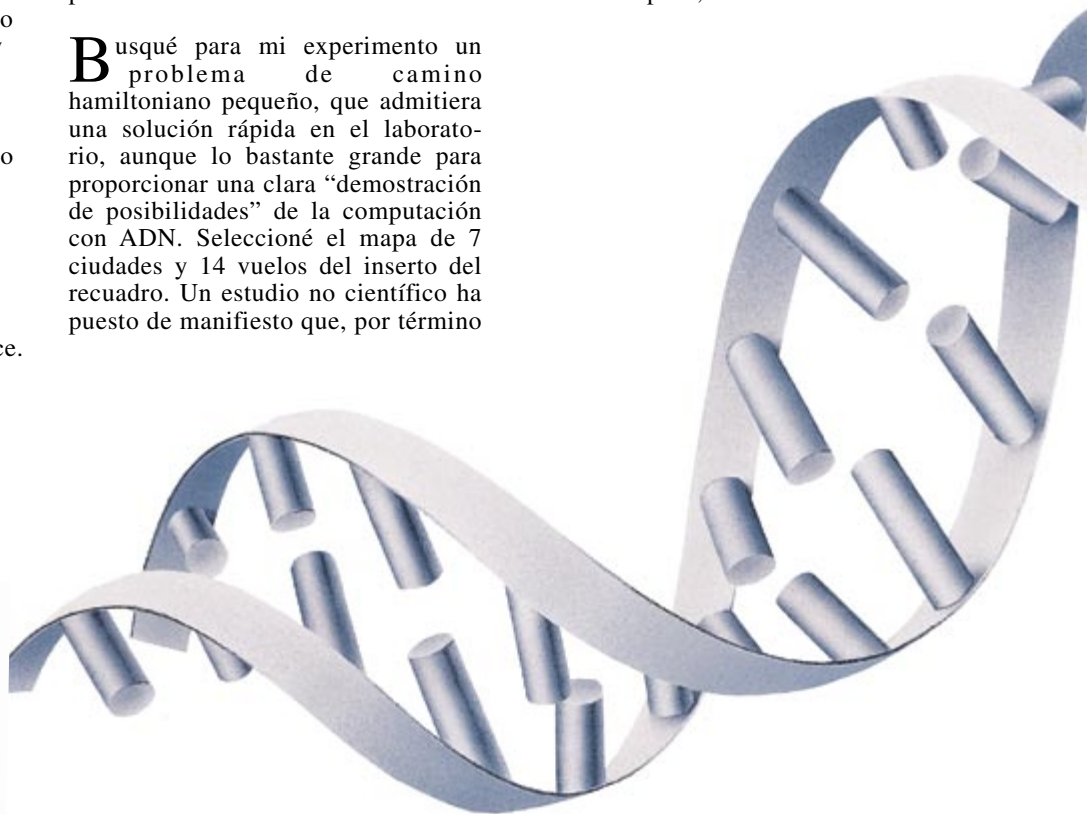 o
Busqué para mi experimento un
problema de camino
hamiltoniano pequeño, que admitiera
una solución rápida en el laborato-
rio, aunque lo bastante grande para
o
proporcionar una clara “demostración
de posibilidades” de la computación
con ADN. Seleccioné el mapa de 7
ciudades y 14 vuelos del inserto del
recuadro. Un estudio no científico ha
puesto de manifiesto que, por término
ce.